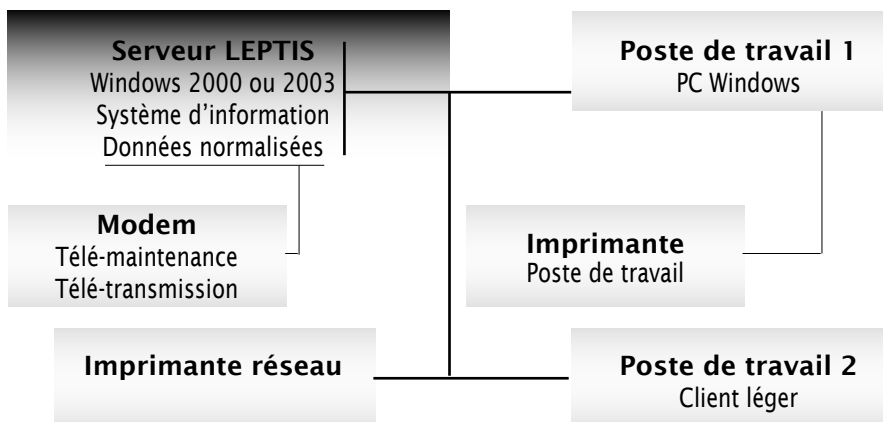 Serveur LEPTIS
Windows 2000 ou 2003
Système d'information
Données normalisées
Poste de travail 1
PC Windows
Modem
Télé-maintenance
Télé-transmission
Imprimante
Poste de travail
Imprimante réseau
Poste de travail 2
Client léger